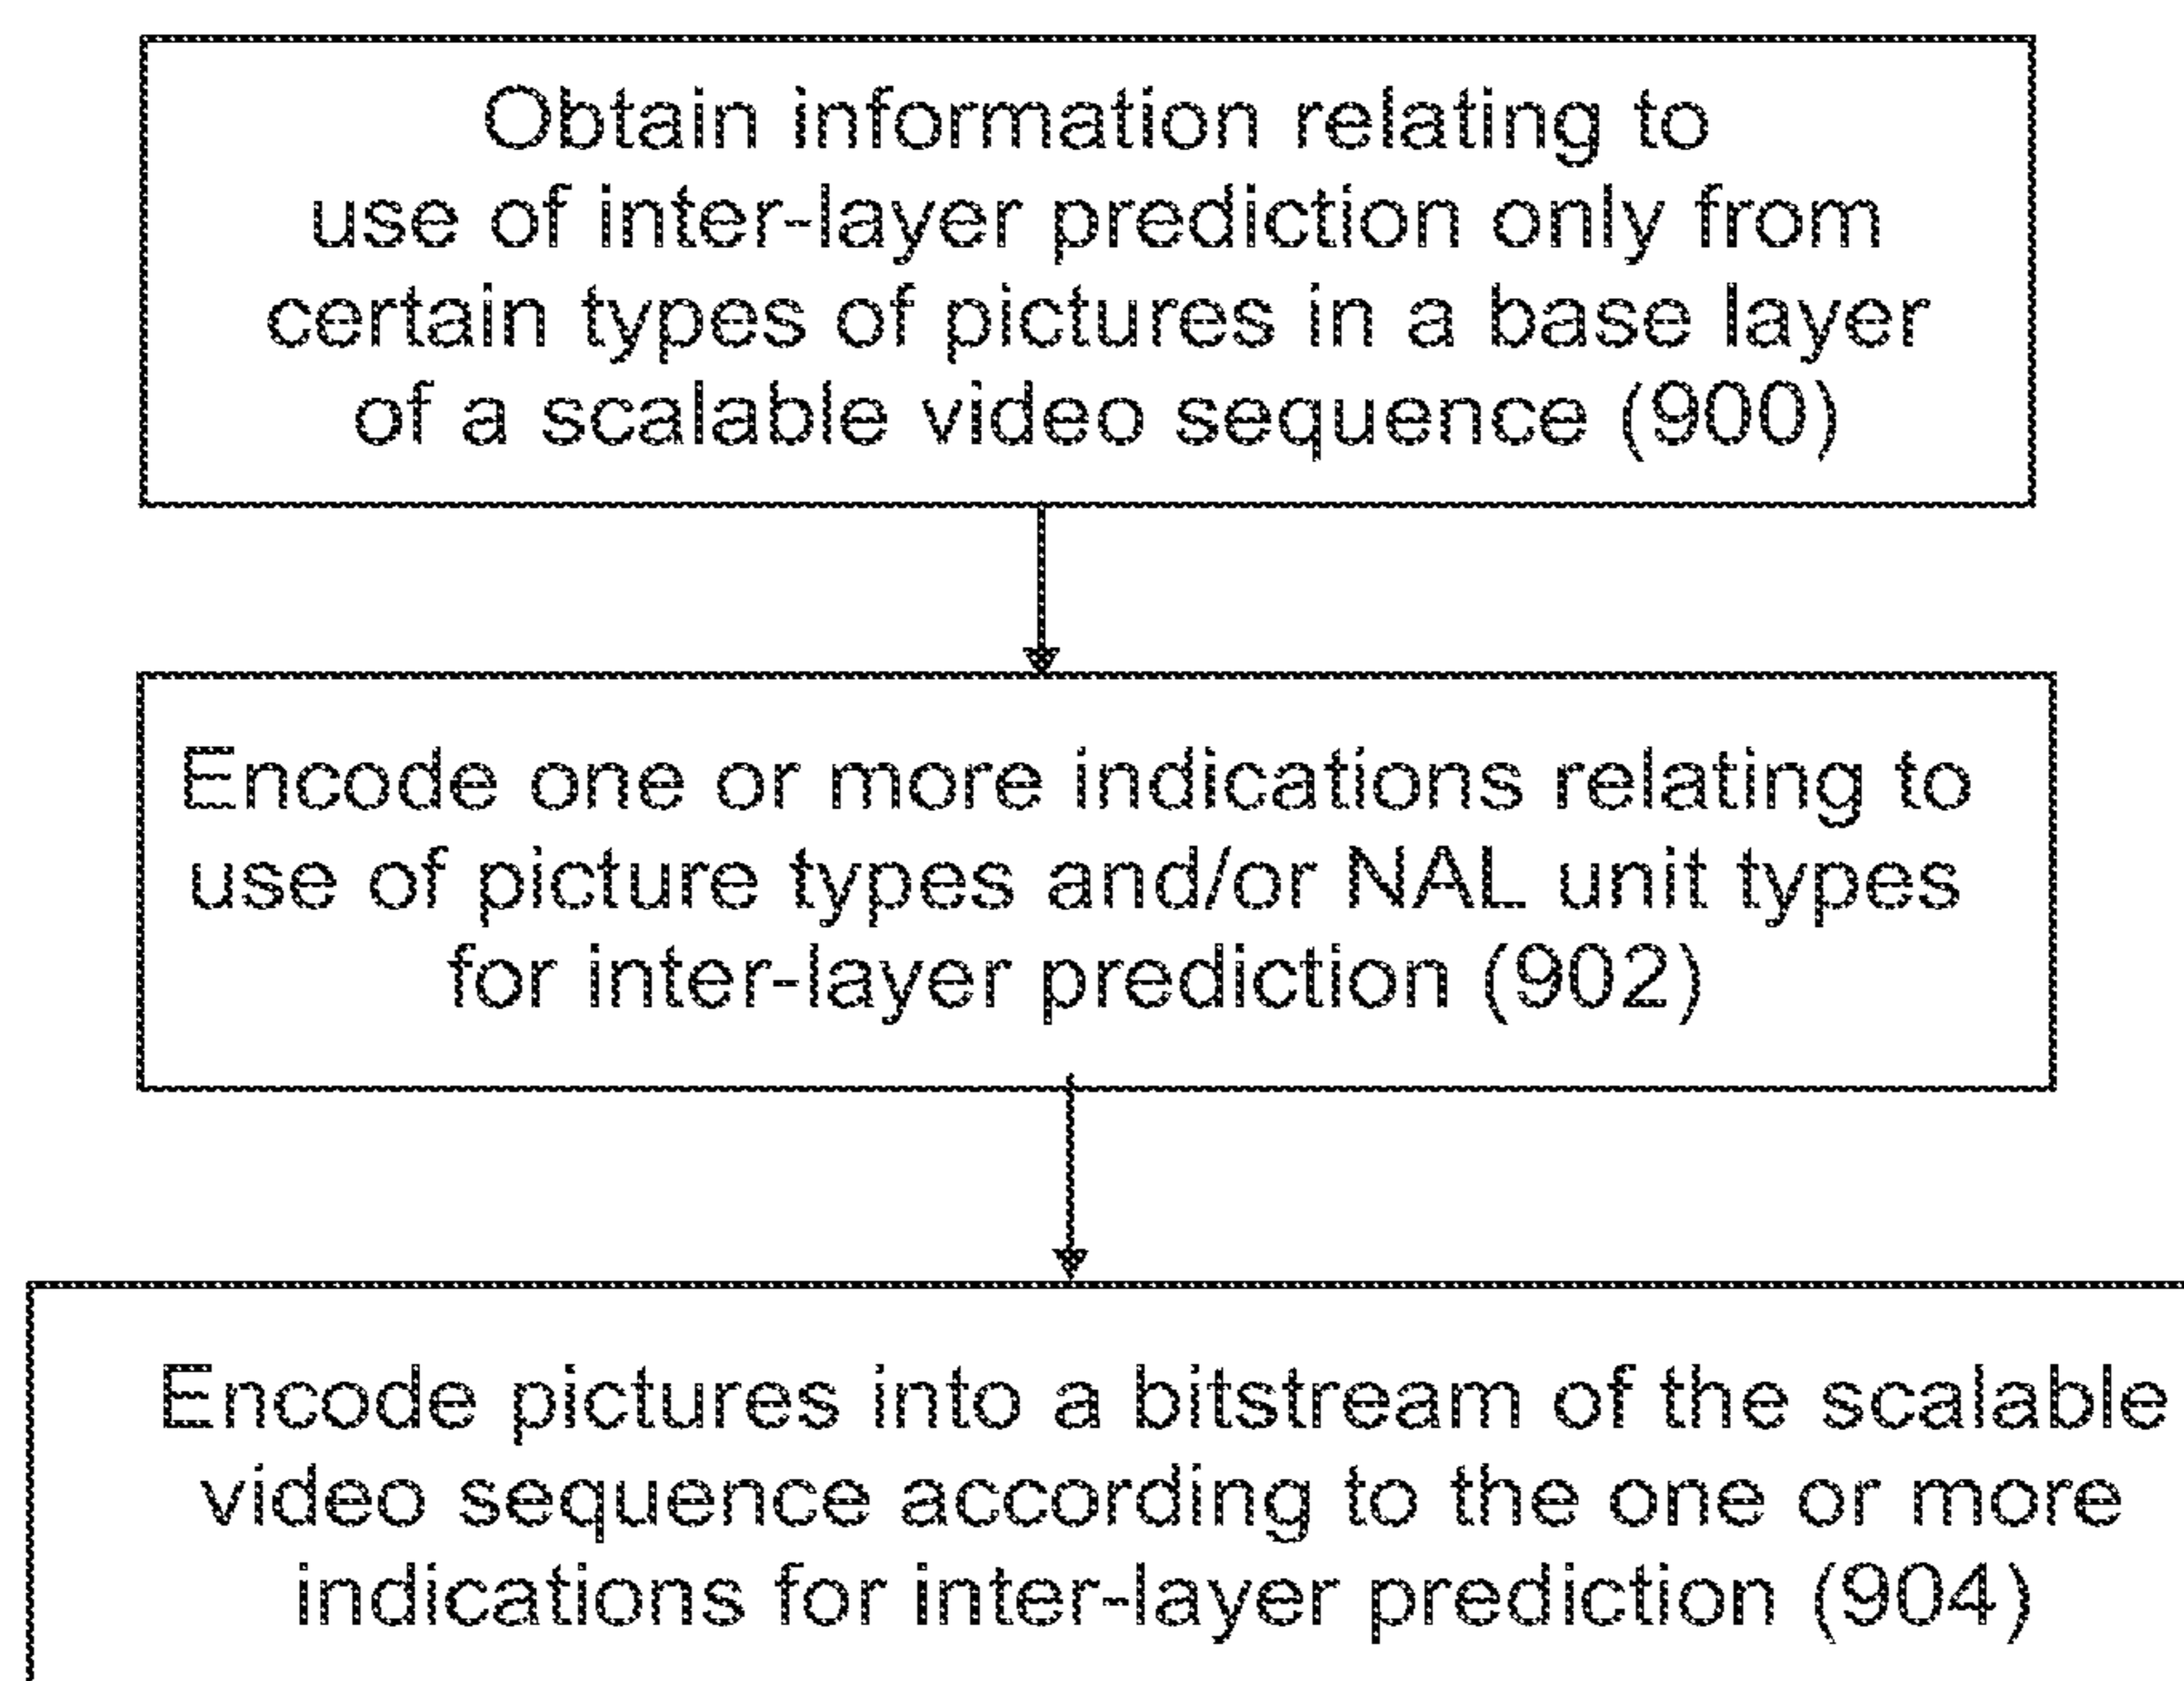 Obtain information relating to
use of inter-layer prediction only from
certain types of pictures in a base layer
of a scalable video sequence (900)
Encode one or more indications relating to
use of picture types and/or NAL unit types
for inter-layer prediction (902)
Encode pictures into a bitstream of the scalable
video sequence according to the one or more
indications for inter-layer prediction (904)